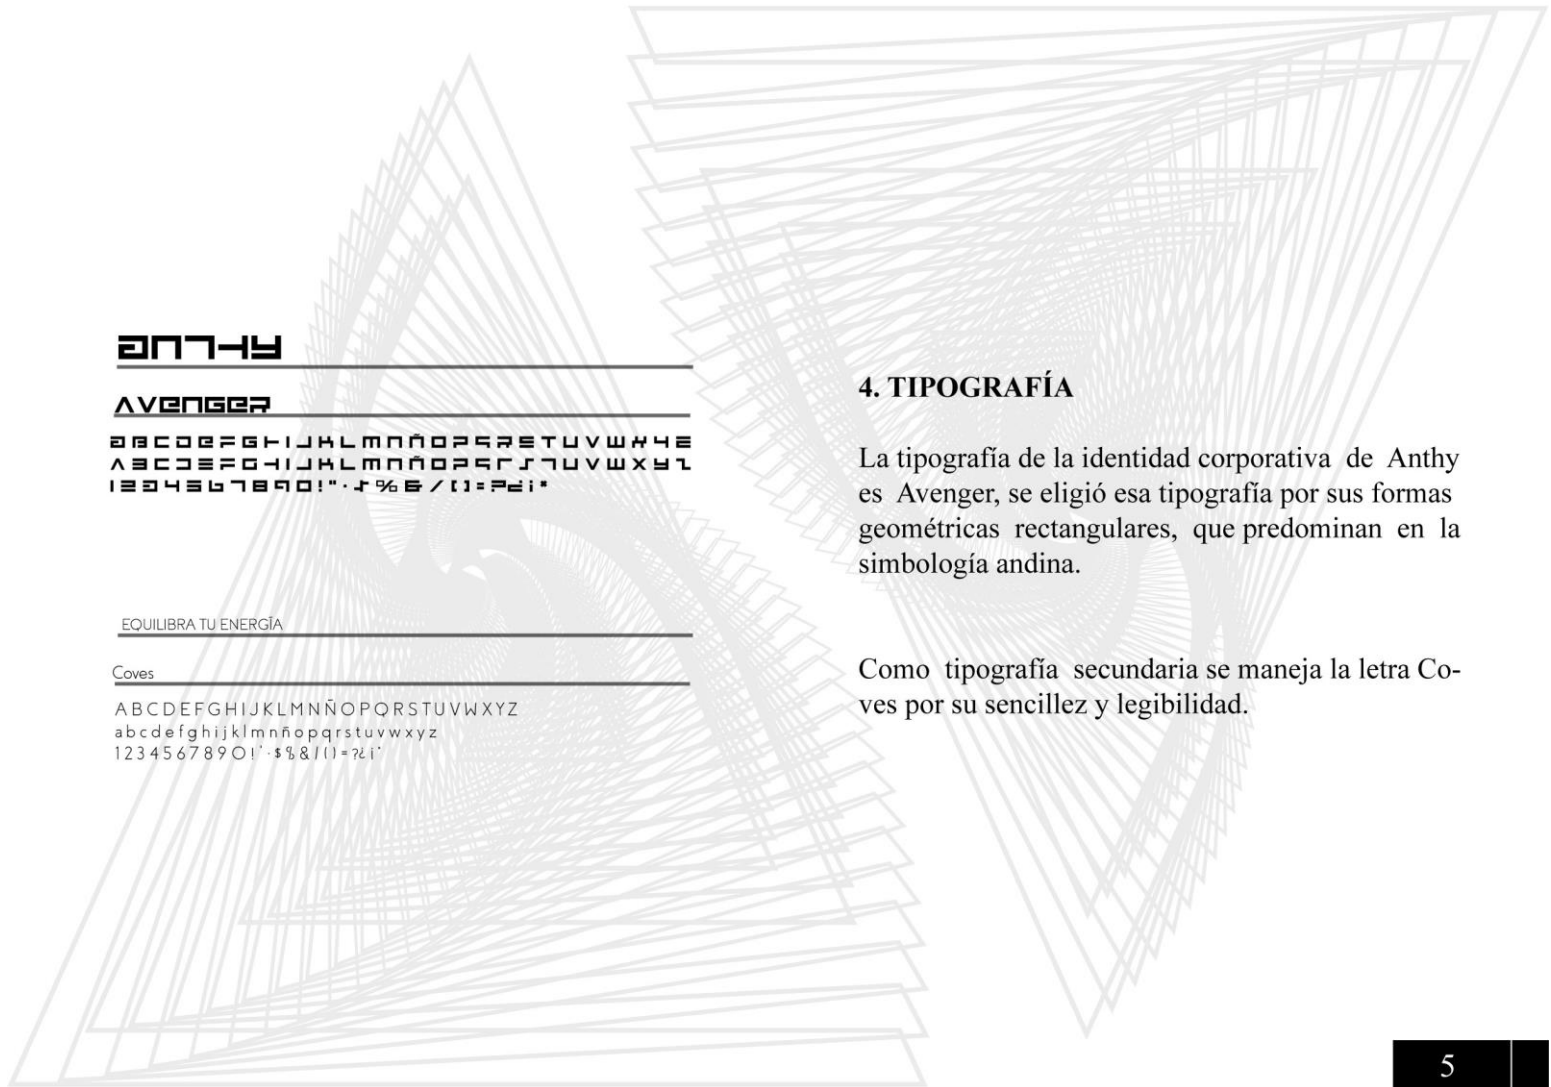 ANTHY
AVENGER
ABCDEFGHIJKLMNÑOPQRSTUVWXYZ
ABCDEFGHIJKLMNÑOPQRSTUVWXYZ
1234567890!"·$%&/()=?¿¡"
EQUILIBRA TU ENERGÍA
Coves
ABCDEFGHIJKLMNÑOPQRSTUVWXYZ
abcdefghijklmnñopqrstuvwxyz
1234567890!"·$%&/()=?¿¡"
4. TIPOGRAFÍA
La tipografía de la identidad corporativa de Anthy
es Avenger, se eligió esa tipografía por sus formas
geométricas rectangulares, que predominan en la
simbología andina.
Como tipografía secundaria se maneja la letra Co-
ves por su sencillez y legibilidad.
5